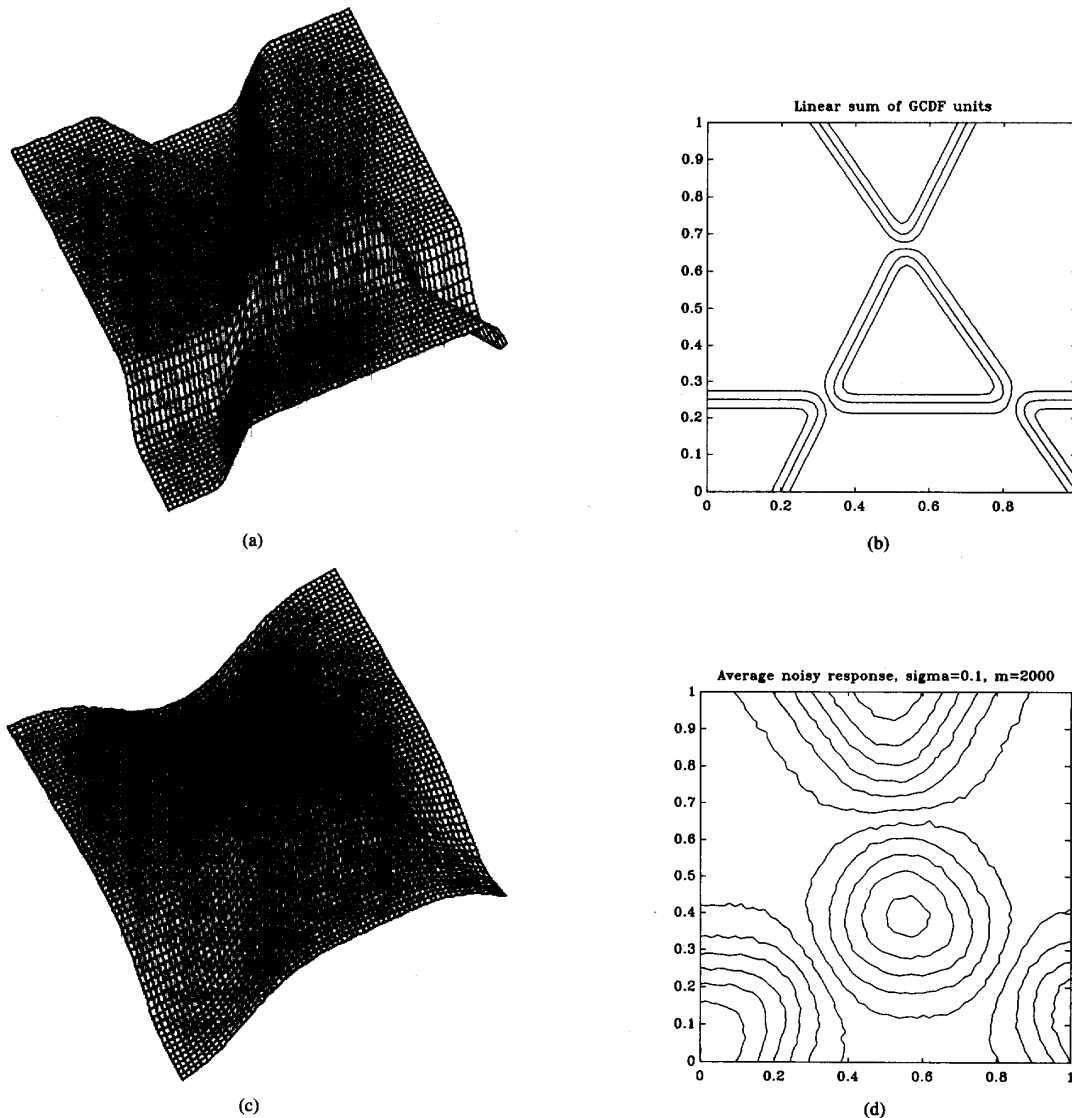 Linear sum of GCDF units
1
0.9
0.8
0.7
0.6
0.5
0.4
0.3
0.2
0.1
0
0 0.2 0.4 0.6 0.8
(a)
(b)
Average noisy response, sigma=0.1, m=2000
1
0.9
0.8
0.7
0.6
0.5
0.4
0.3
0.2
0.1
0
0 0.2 0.4 0.6 0.8 1
(c)
(d)